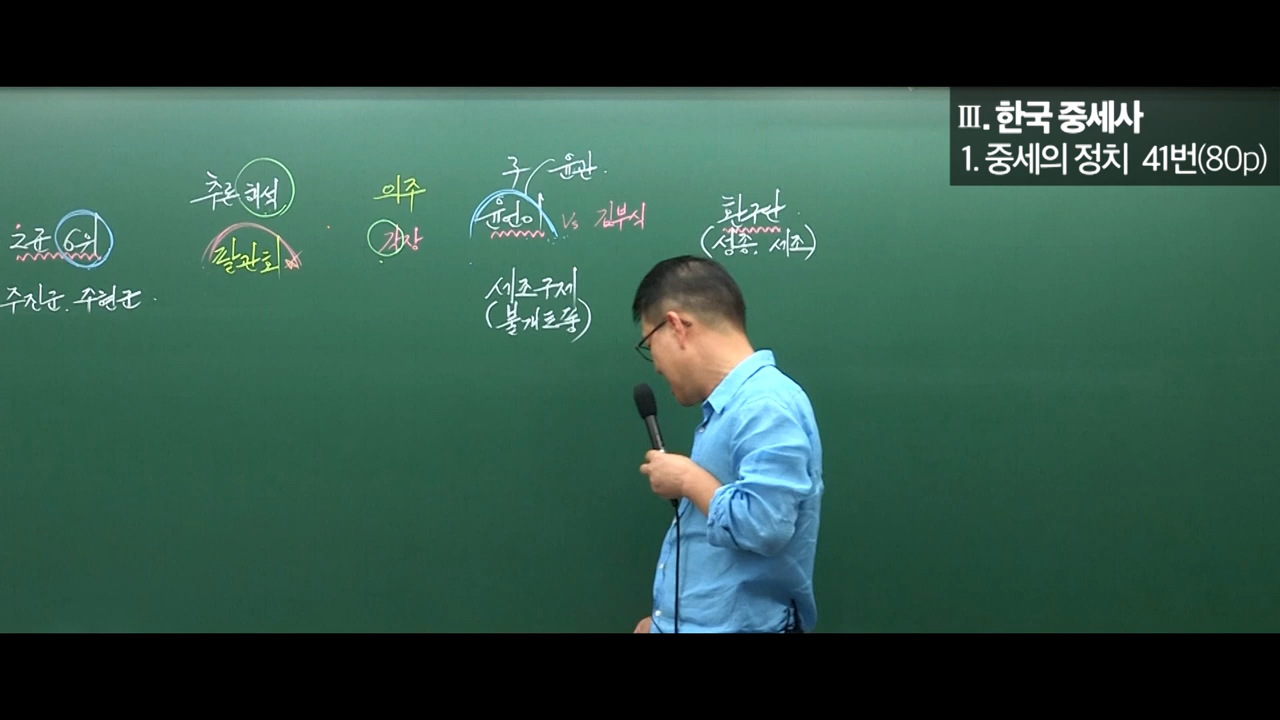 Ⅲ. 한국 중세사
1. 중세의 정치 41번(80p)
2군 6위
주진군. 주현군.
추론 해석
팔관회
의주
각장
子 윤관.
윤언이 Vs 김부식
세조구제
(불개토풍)
환구단
(성종. 세조)